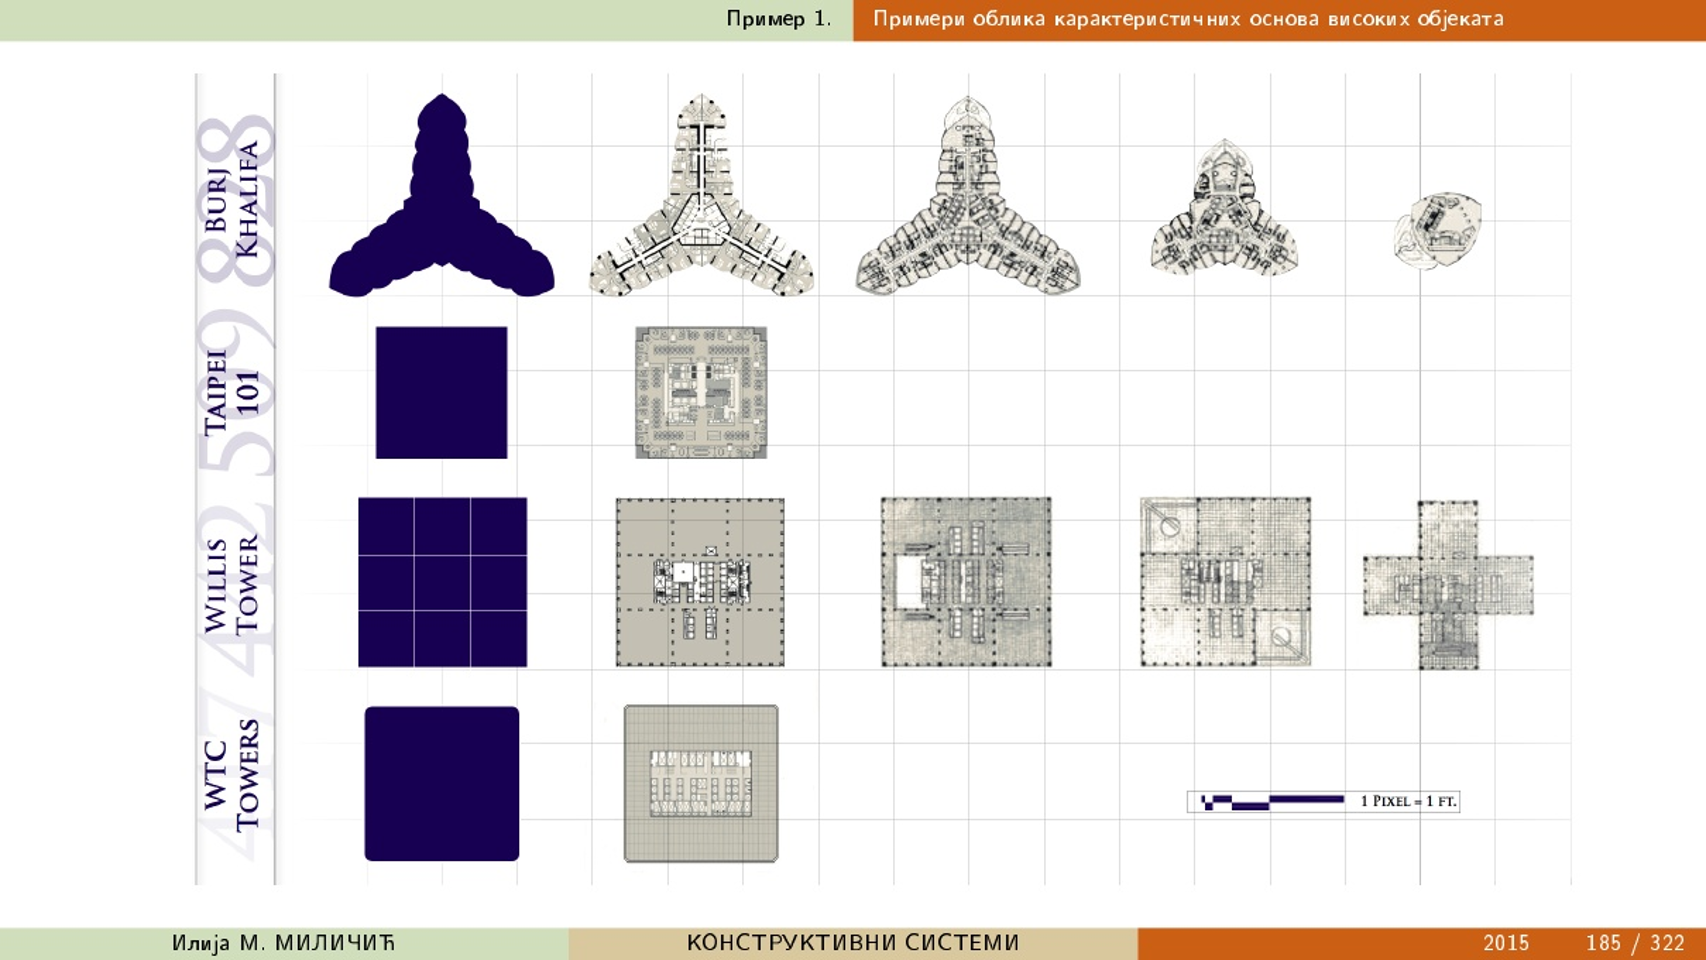 Пример 1.
Примери облика карактеристичних основа високих објеката
828
BURJ
KHALIFA
509
TAIPEI
101
442
WILLIS
TOWER
417
WTC
TOWERS
1 PIXEL = 1 FT.
Илија М. МИЛИЧИЋ
КОНСТРУКТИВНИ СИСТЕМИ
2015
185 / 322